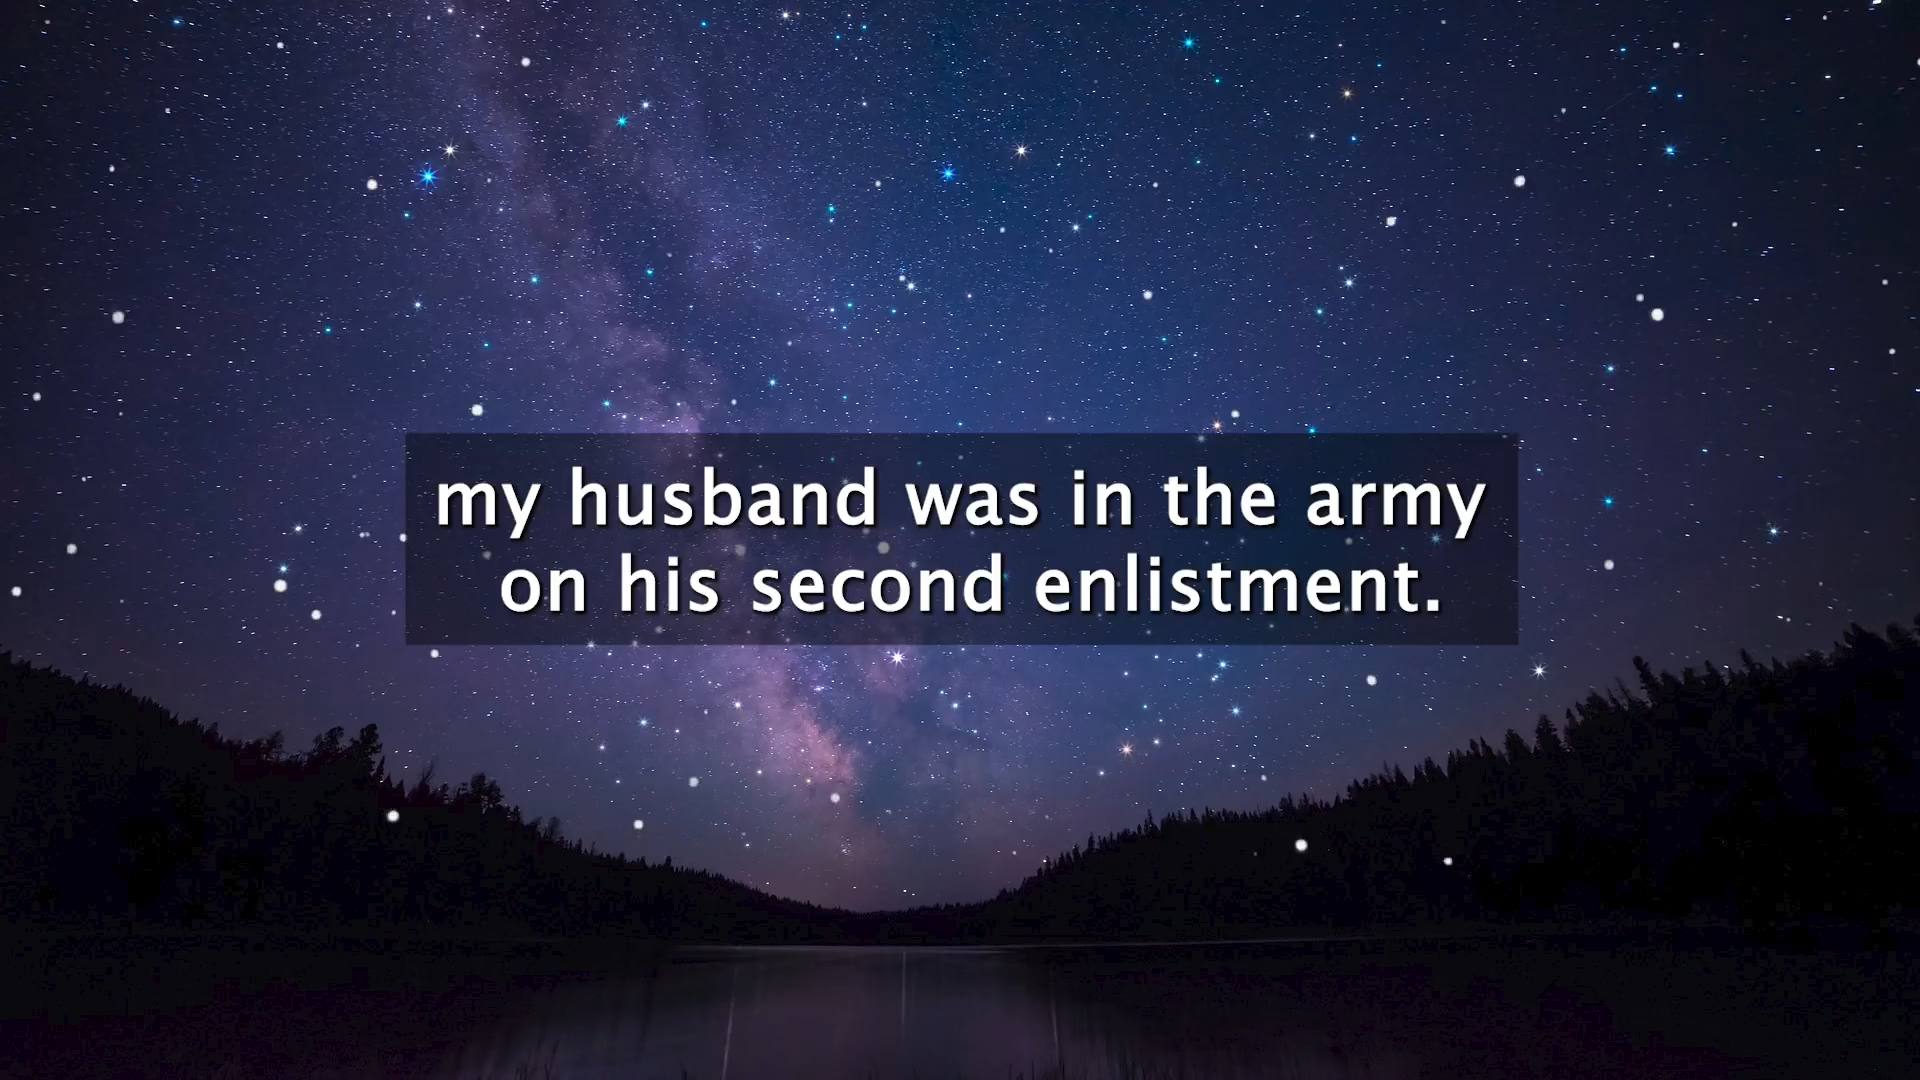 my husband was in the army
on his second enlistment.